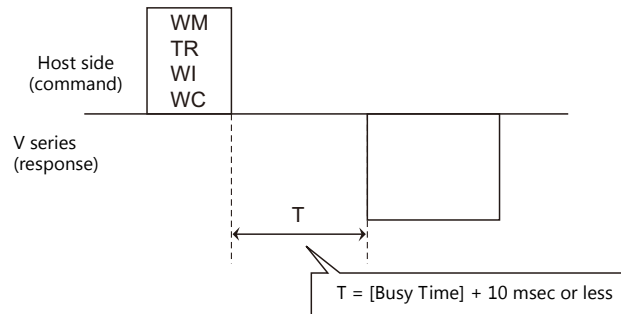 WM
TR
WI
WC
Host side
(command)
V series
(response)
T
T = [Busy Time] + 10 msec or less